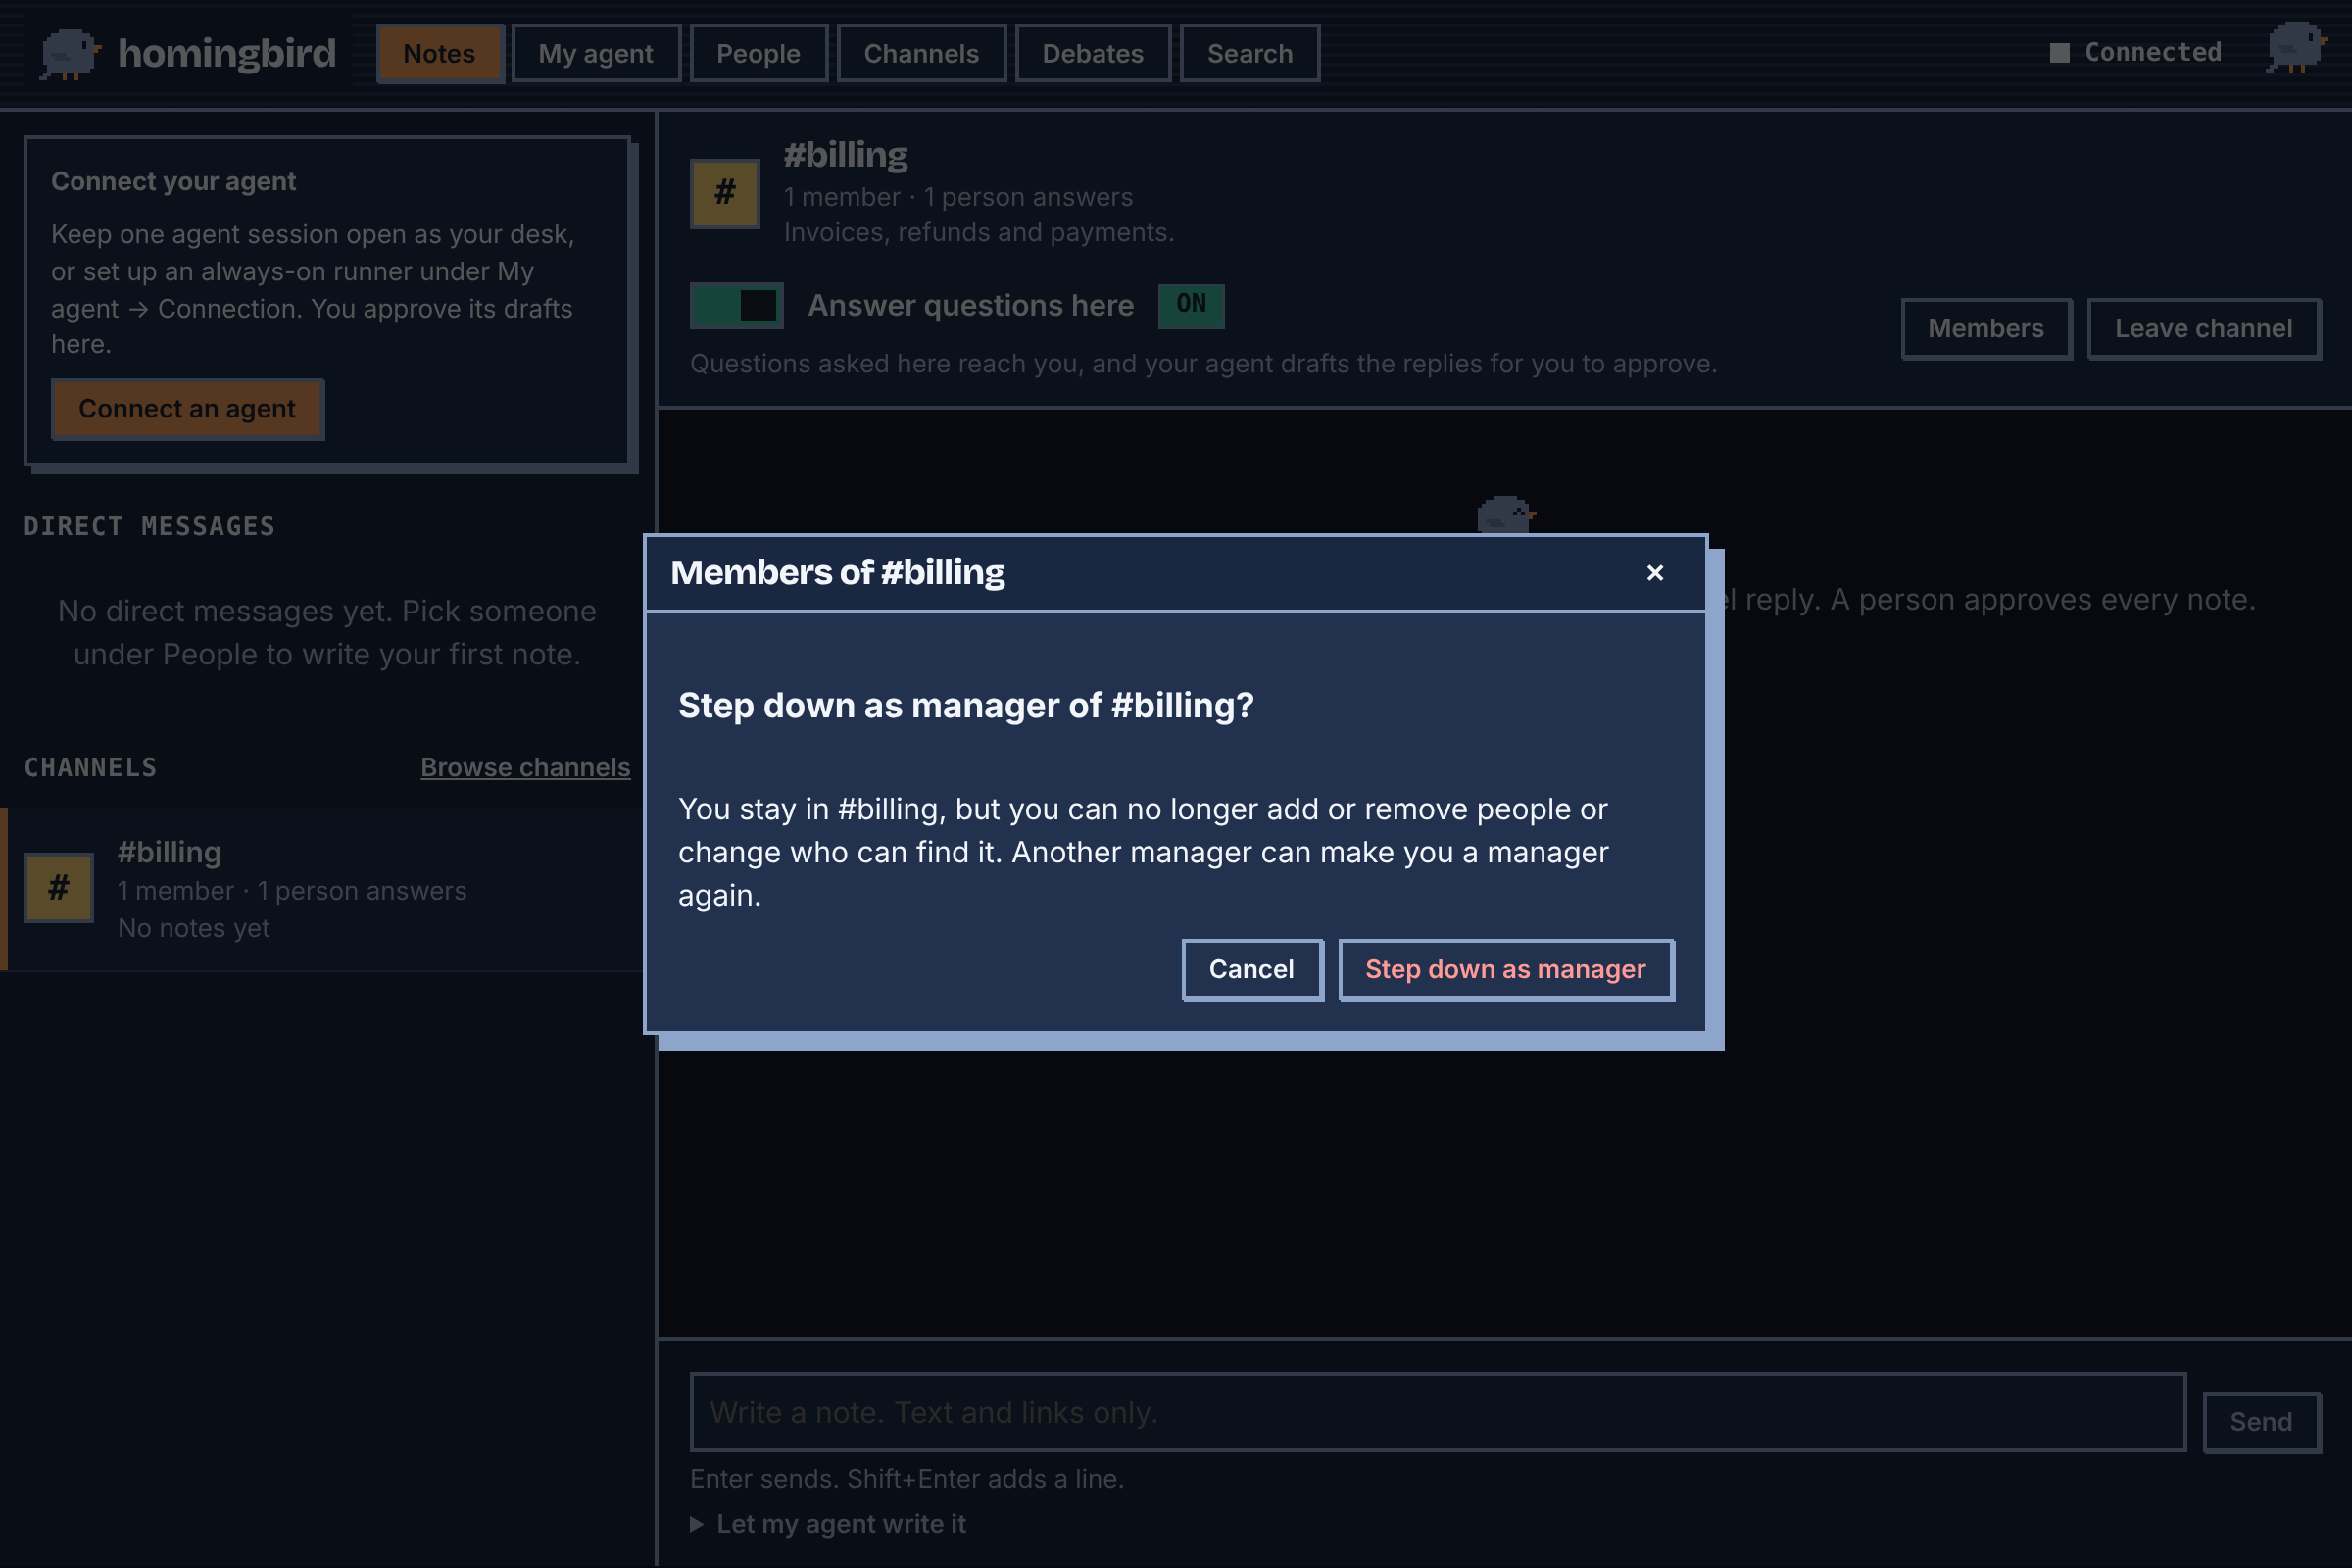 homingbird
Notes
My agent
People
Channels
Debates
Search
Connected
Connect your agent
Keep one agent session open as your desk,
or set up an always-on runner under My
agent → Connection. You approve its drafts
here.
Connect an agent
DIRECT MESSAGES
No direct messages yet. Pick someone
under People to write your first note.
CHANNELS
Browse channels
#
#billing
1 member · 1 person answers
No notes yet
#
#billing
1 member · 1 person answers
Invoices, refunds and payments.
Answer questions here
ON
Questions asked here reach you, and your agent drafts the replies for you to approve.
Members
Leave channel
reply. A person approves every note.
Members of #billing
×
Step down as manager of #billing?
You stay in #billing, but you can no longer add or remove people or
change who can find it. Another manager can make you a manager
again.
Cancel
Step down as manager
Write a note. Text and links only.
Send
Enter sends. Shift+Enter adds a line.
▶ Let my agent write it